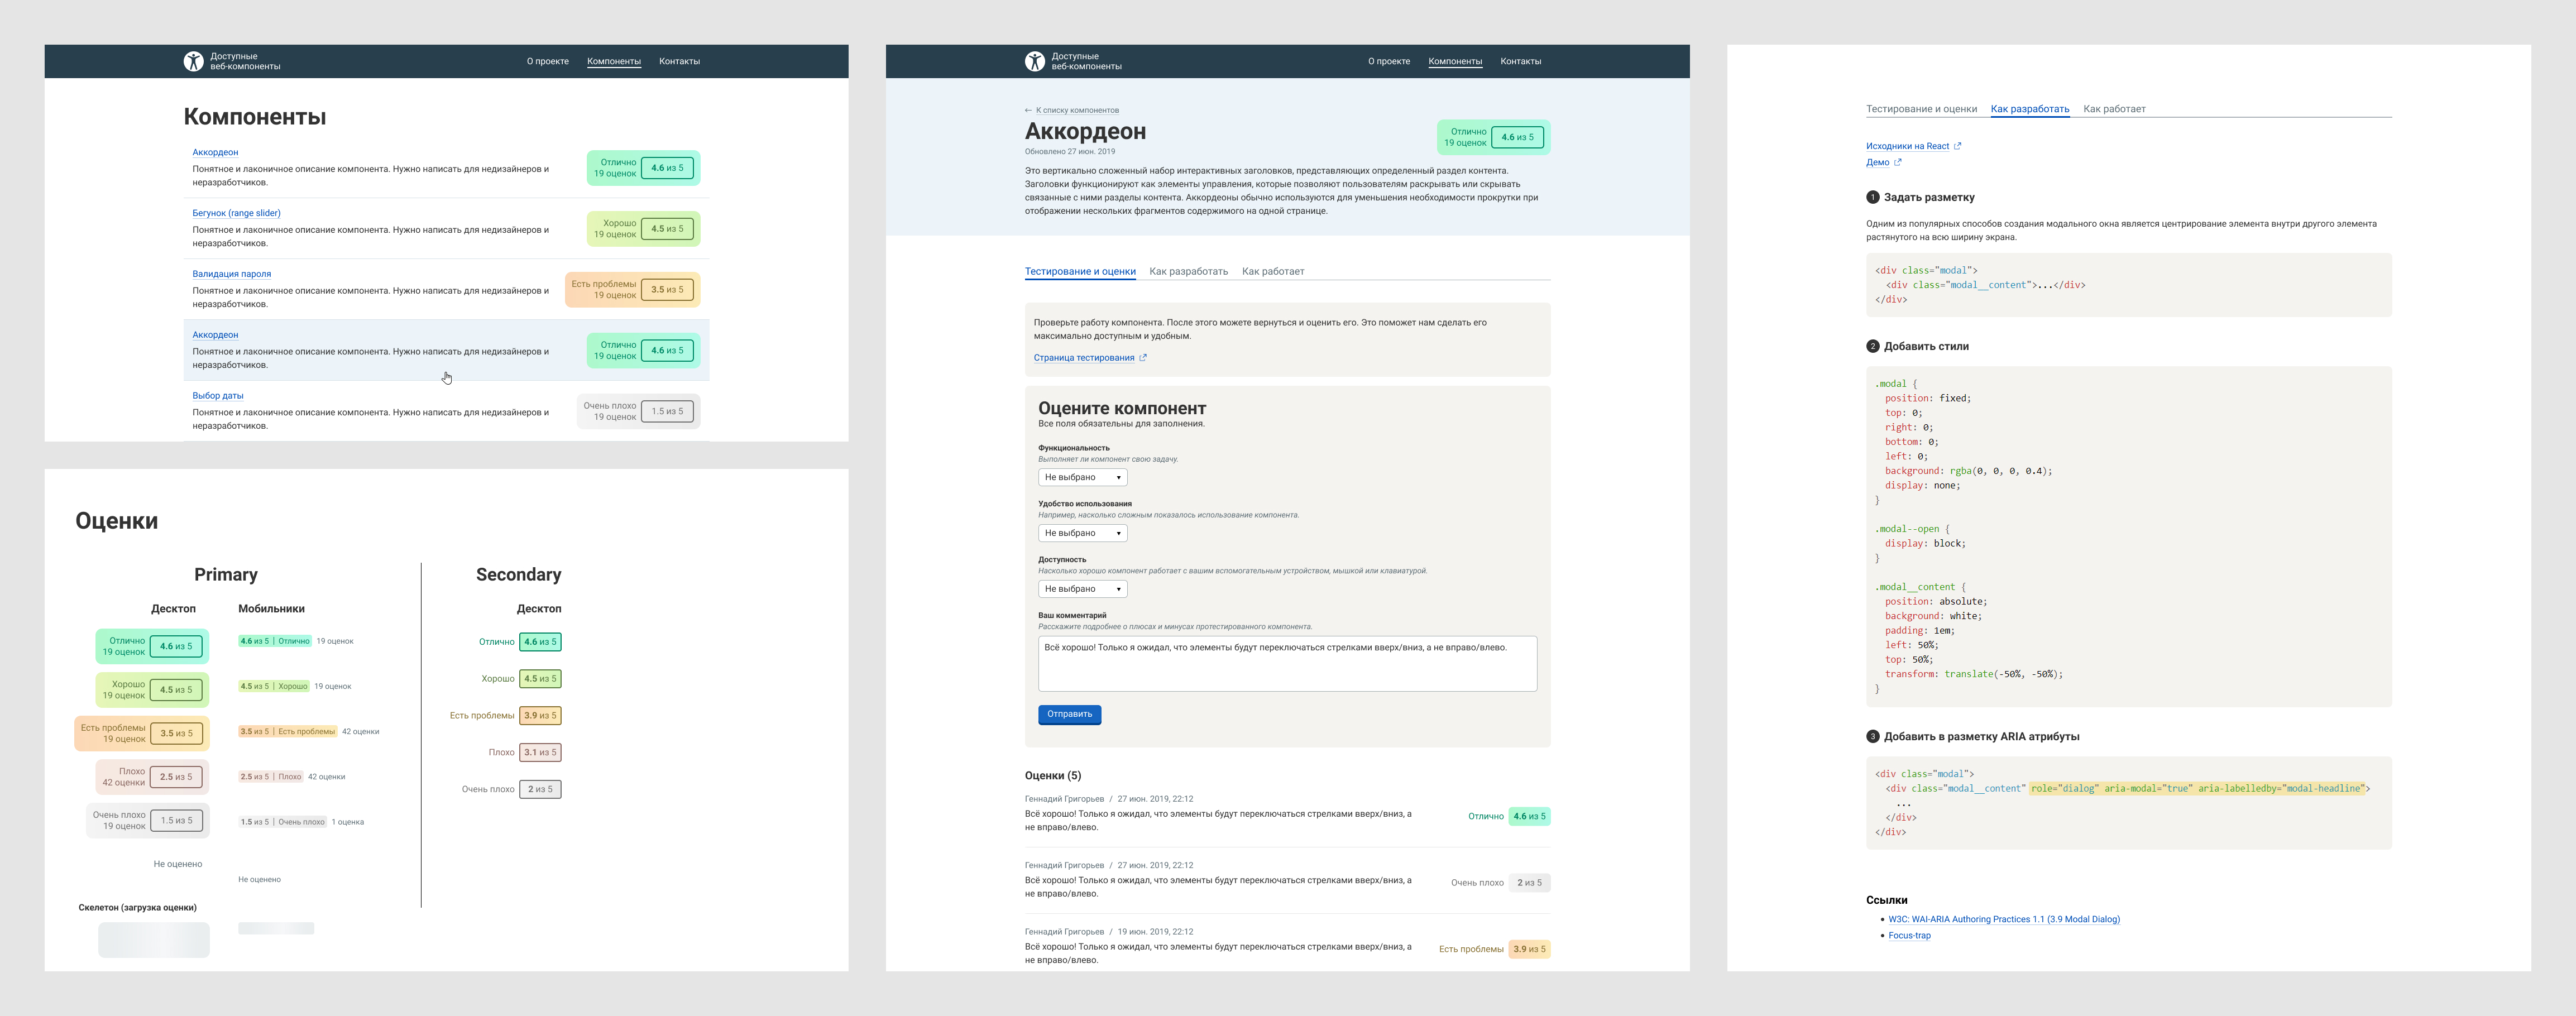 Доступные
веб-компоненты
О проекте Компоненты Контакты
Компоненты
Аккордеон
Понятное и лаконичное описание компонента. Нужно написать для недизайнеров и
неразработчиков.
Отлично
19 оценок
4.6 из 5
Бегунок (range slider)
Понятное и лаконичное описание компонента. Нужно написать для недизайнеров и
неразработчиков.
Хорошо
19 оценок
4.5 из 5
Валидация пароля
Понятное и лаконичное описание компонента. Нужно написать для недизайнеров и
неразработчиков.
Есть проблемы
19 оценок
3.5 из 5
Аккордеон
Понятное и лаконичное описание компонента. Нужно написать для недизайнеров и
неразработчиков.
Отлично
19 оценок
4.6 из 5
Выбор даты
Понятное и лаконичное описание компонента. Нужно написать для недизайнеров и
неразработчиков.
Очень плохо
19 оценок
1.5 из 5
Оценки
Primary
Десктоп Мобильники
Отлично
19 оценок
4.6 из 5
4.6 из 5 | Отлично 19 оценок
Хорошо
19 оценок
4.5 из 5
4.5 из 5 | Хорошо 19 оценок
Есть проблемы
19 оценок
3.5 из 5
3.5 из 5 | Есть проблемы 42 оценки
Плохо
42 оценки
2.5 из 5
2.5 из 5 | Плохо 42 оценки
Очень плохо
19 оценок
1.5 из 5
1.5 из 5 | Очень плохо 1 оценка
Не оценено
Не оценено
Скелетон (загрузка оценки)
Secondary
Десктоп
Отлично 4.6 из 5
Хорошо 4.5 из 5
Есть проблемы 3.9 из 5
Плохо 3.1 из 5
Очень плохо 2 из 5
Доступные
веб-компоненты
О проекте Компоненты Контакты
← К списку компонентов
Аккордеон
Обновлено 27 июн. 2019
Отлично
19 оценок
4.6 из 5
Это вертикально сложенный набор интерактивных заголовков, представляющих определенный раздел контента.
Заголовки функционируют как элементы управления, которые позволяют пользователям раскрывать или скрывать
связанные с ними разделы контента. Аккордеоны обычно используются для уменьшения необходимости прокрутки при
отображении нескольких фрагментов содержимого на одной странице.
Тестирование и оценки Как разработать Как работает
Проверьте работу компонента. После этого можете вернуться и оценить его. Это поможет нам сделать его
максимально доступным и удобным.
Страница тестирования
Оцените компонент
Все поля обязательны для заполнения.
Функциональность
Выполняет ли компонент свою задачу.
Не выбрано
Удобство использования
Например, насколько сложным показалось использование компонента.
Не выбрано
Доступность
Насколько хорошо компонент работает с вашим вспомогательным устройством, мышкой или клавиатурой.
Не выбрано
Ваш комментарий
Расскажите подробнее о плюсах и минусах протестированного компонента.
Всё хорошо! Только я ожидал, что элементы будут переключаться стрелками вверх/вниз, а не вправо/влево.
Отправить
Оценки (5)
Геннадий Григорьев / 27 июн. 2019, 22:12
Всё хорошо! Только я ожидал, что элементы будут переключаться стрелками вверх/вниз, а
не вправо/влево.
Отлично 4.6 из 5
Геннадий Григорьев / 27 июн. 2019, 22:12
Всё хорошо! Только я ожидал, что элементы будут переключаться стрелками вверх/вниз, а
не вправо/влево.
Очень плохо 2 из 5
Геннадий Григорьев / 19 июн. 2019, 22:12
Всё хорошо! Только я ожидал, что элементы будут переключаться стрелками вверх/вниз, а
не вправо/влево.
Есть проблемы 3.9 из 5
Тестирование и оценки Как разработать Как работает
Исходники на React
Демо
1 Задать разметку
Одним из популярных способов создания модального окна является центрирование элемента внутри другого элемента
растянутого на всю ширину экрана.
<div class="modal">
<div class="modal__content">...</div>
</div>
2 Добавить стили
.modal {
position: fixed;
top: 0;
right: 0;
bottom: 0;
left: 0;
background: rgba(0, 0, 0, 0.4);
display: none;
}
.modal--open {
display: block;
}
.modal__content {
position: absolute;
background: white;
padding: 1em;
left: 50%;
top: 50%;
transform: translate(-50%, -50%);
}
3 Добавить в разметку ARIA атрибуты
<div class="modal">
<div class="modal__content" role="dialog" aria-modal="true" aria-labelledby="modal-headline">
...
</div>
</div>
Ссылки
• W3C: WAI-ARIA Authoring Practices 1.1 (3.9 Modal Dialog)
• Focus-trap